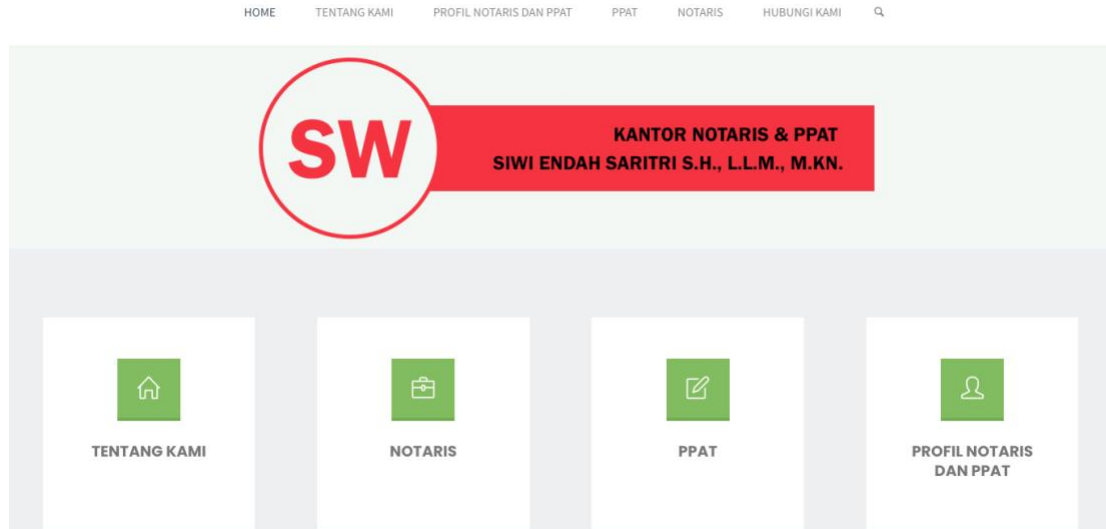 HOME TENTANG KAMI PROFIL NOTARIS DAN PPAT PPAT NOTARIS HUBUNGI KAMI
SW
KANTOR NOTARIS & PPAT
SIWI ENDAH SARITRI S.H., L.L.M., M.KN.
TENTANG KAMI
NOTARIS
PPAT
PROFIL NOTARIS
DAN PPAT